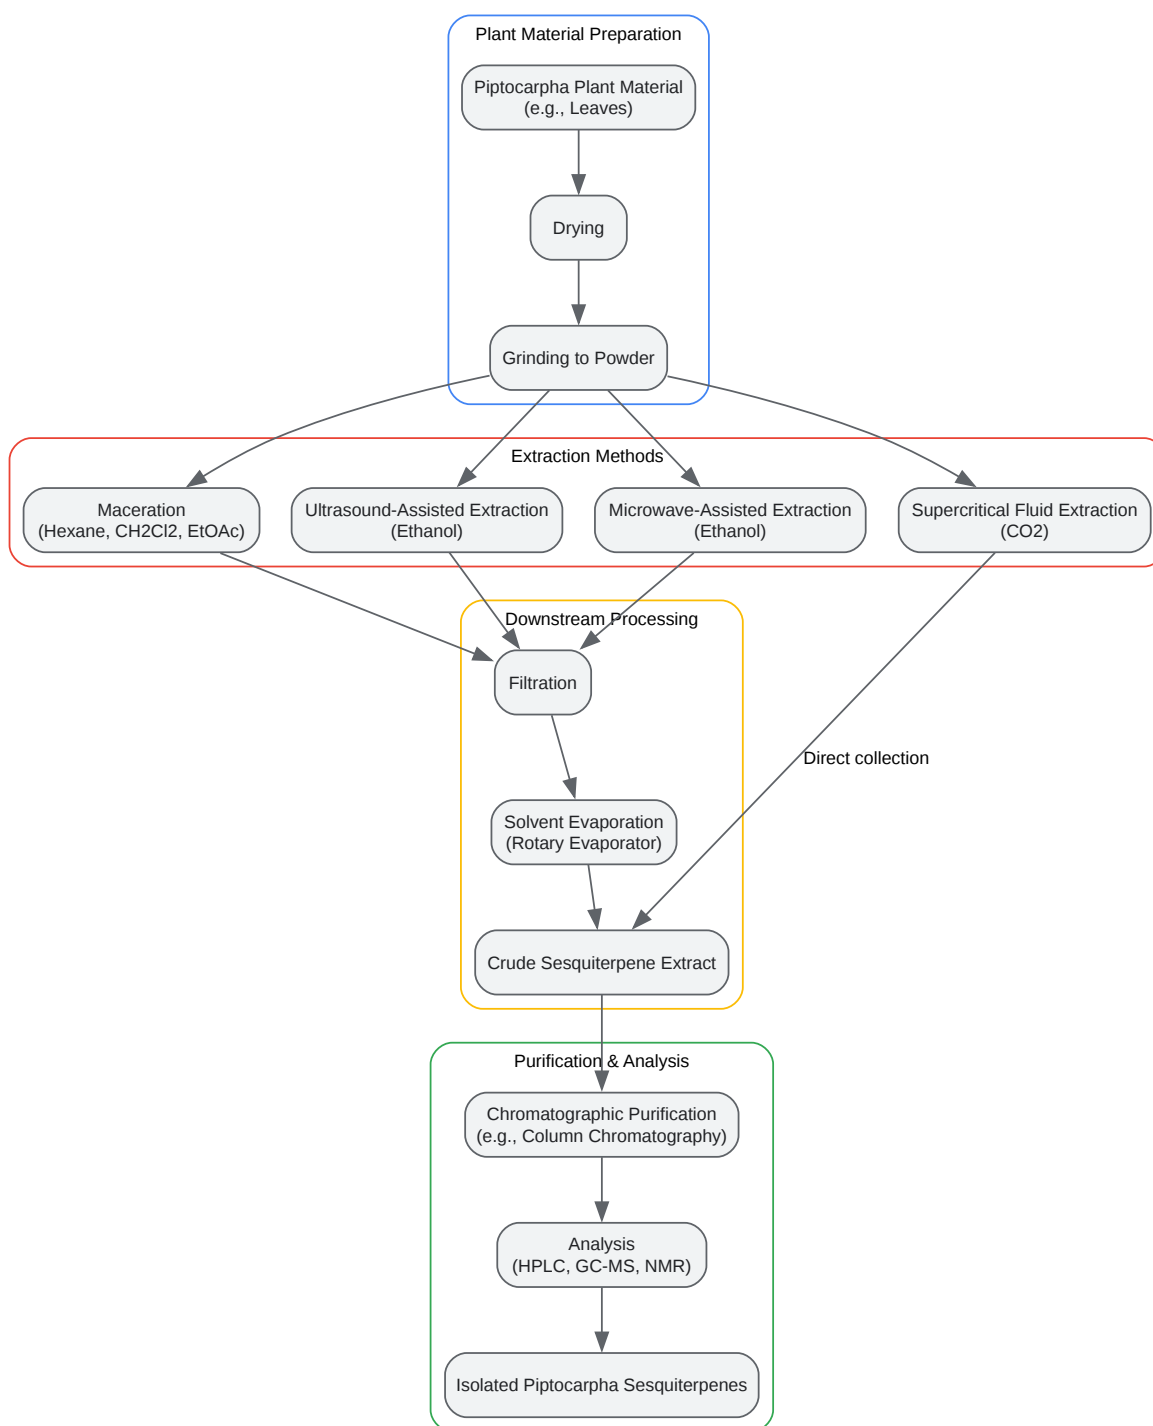 Plant Material Preparation
Piptocarpha Plant Material
(e.g., Leaves)
Drying
Grinding to Powder
Extraction Methods
Maceration
(Hexane, CH2Cl2, EtOAc)
Ultrasound-Assisted Extraction
(Ethanol)
Microwave-Assisted Extraction
(Ethanol)
Supercritical Fluid Extraction
(CO2)
Downstream Processing
Filtration
Direct collection
Solvent Evaporation
(Rotary Evaporator)
Crude Sesquiterpene Extract
Purification & Analysis
Chromatographic Purification
(e.g., Column Chromatography)
Analysis
(HPLC, GC-MS, NMR)
Isolated Piptocarpha Sesquiterpenes